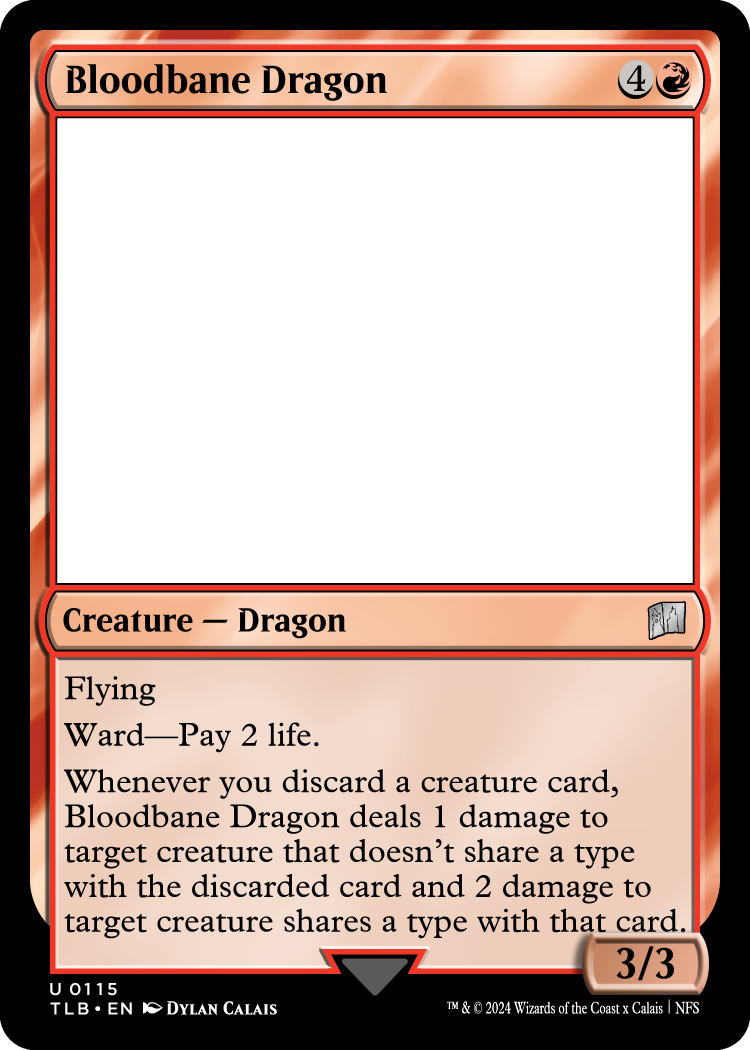 Bloodbane Dragon
4
Creature — Dragon
Flying
Ward—Pay 2 life.
Whenever you discard a creature card,
Bloodbane Dragon deals 1 damage to
target creature that doesn’t share a type
with the discarded card and 2 damage to
target creature shares a type with that card.
3/3
U 0115
TLB • EN Dylan Calais
™ & © 2024 Wizards of the Coast x Calais | NFS